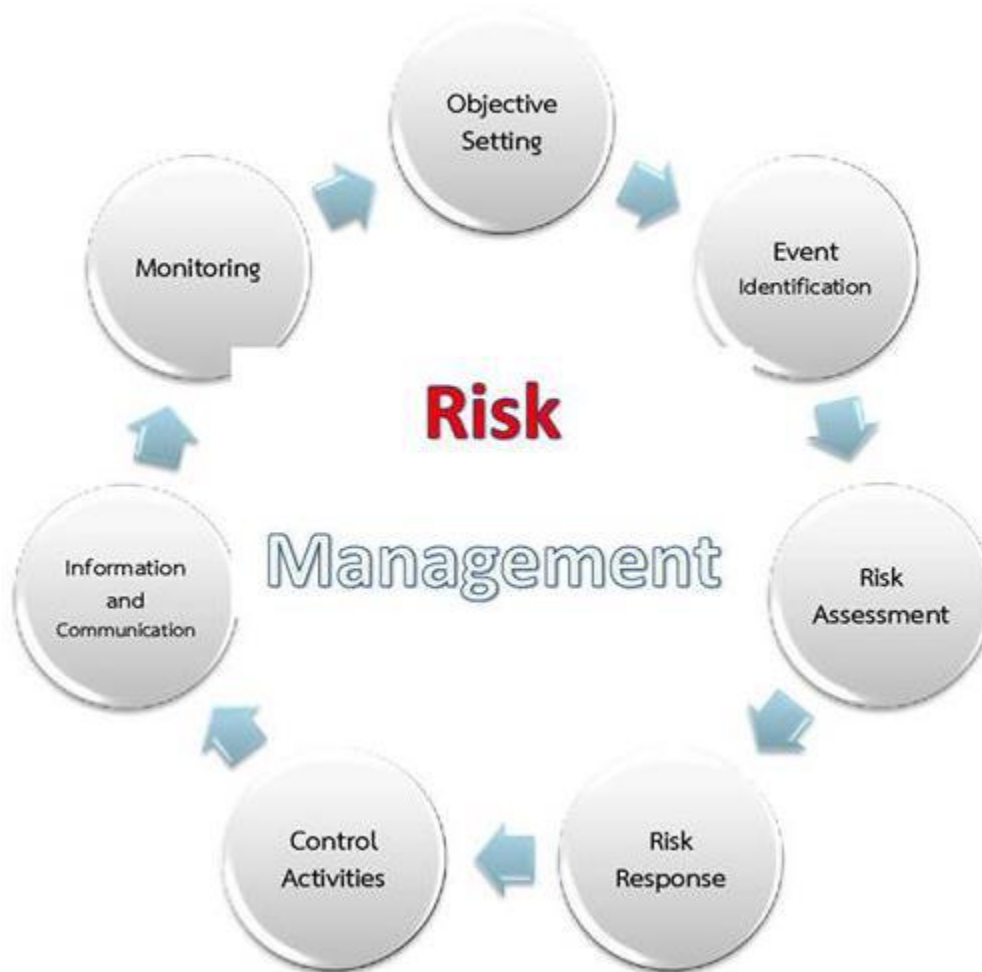 Objective
Setting
Event
Identification
Risk
Assessment
Risk
Response
Control
Activities
Information
and
Communication
Monitoring
Risk
Management